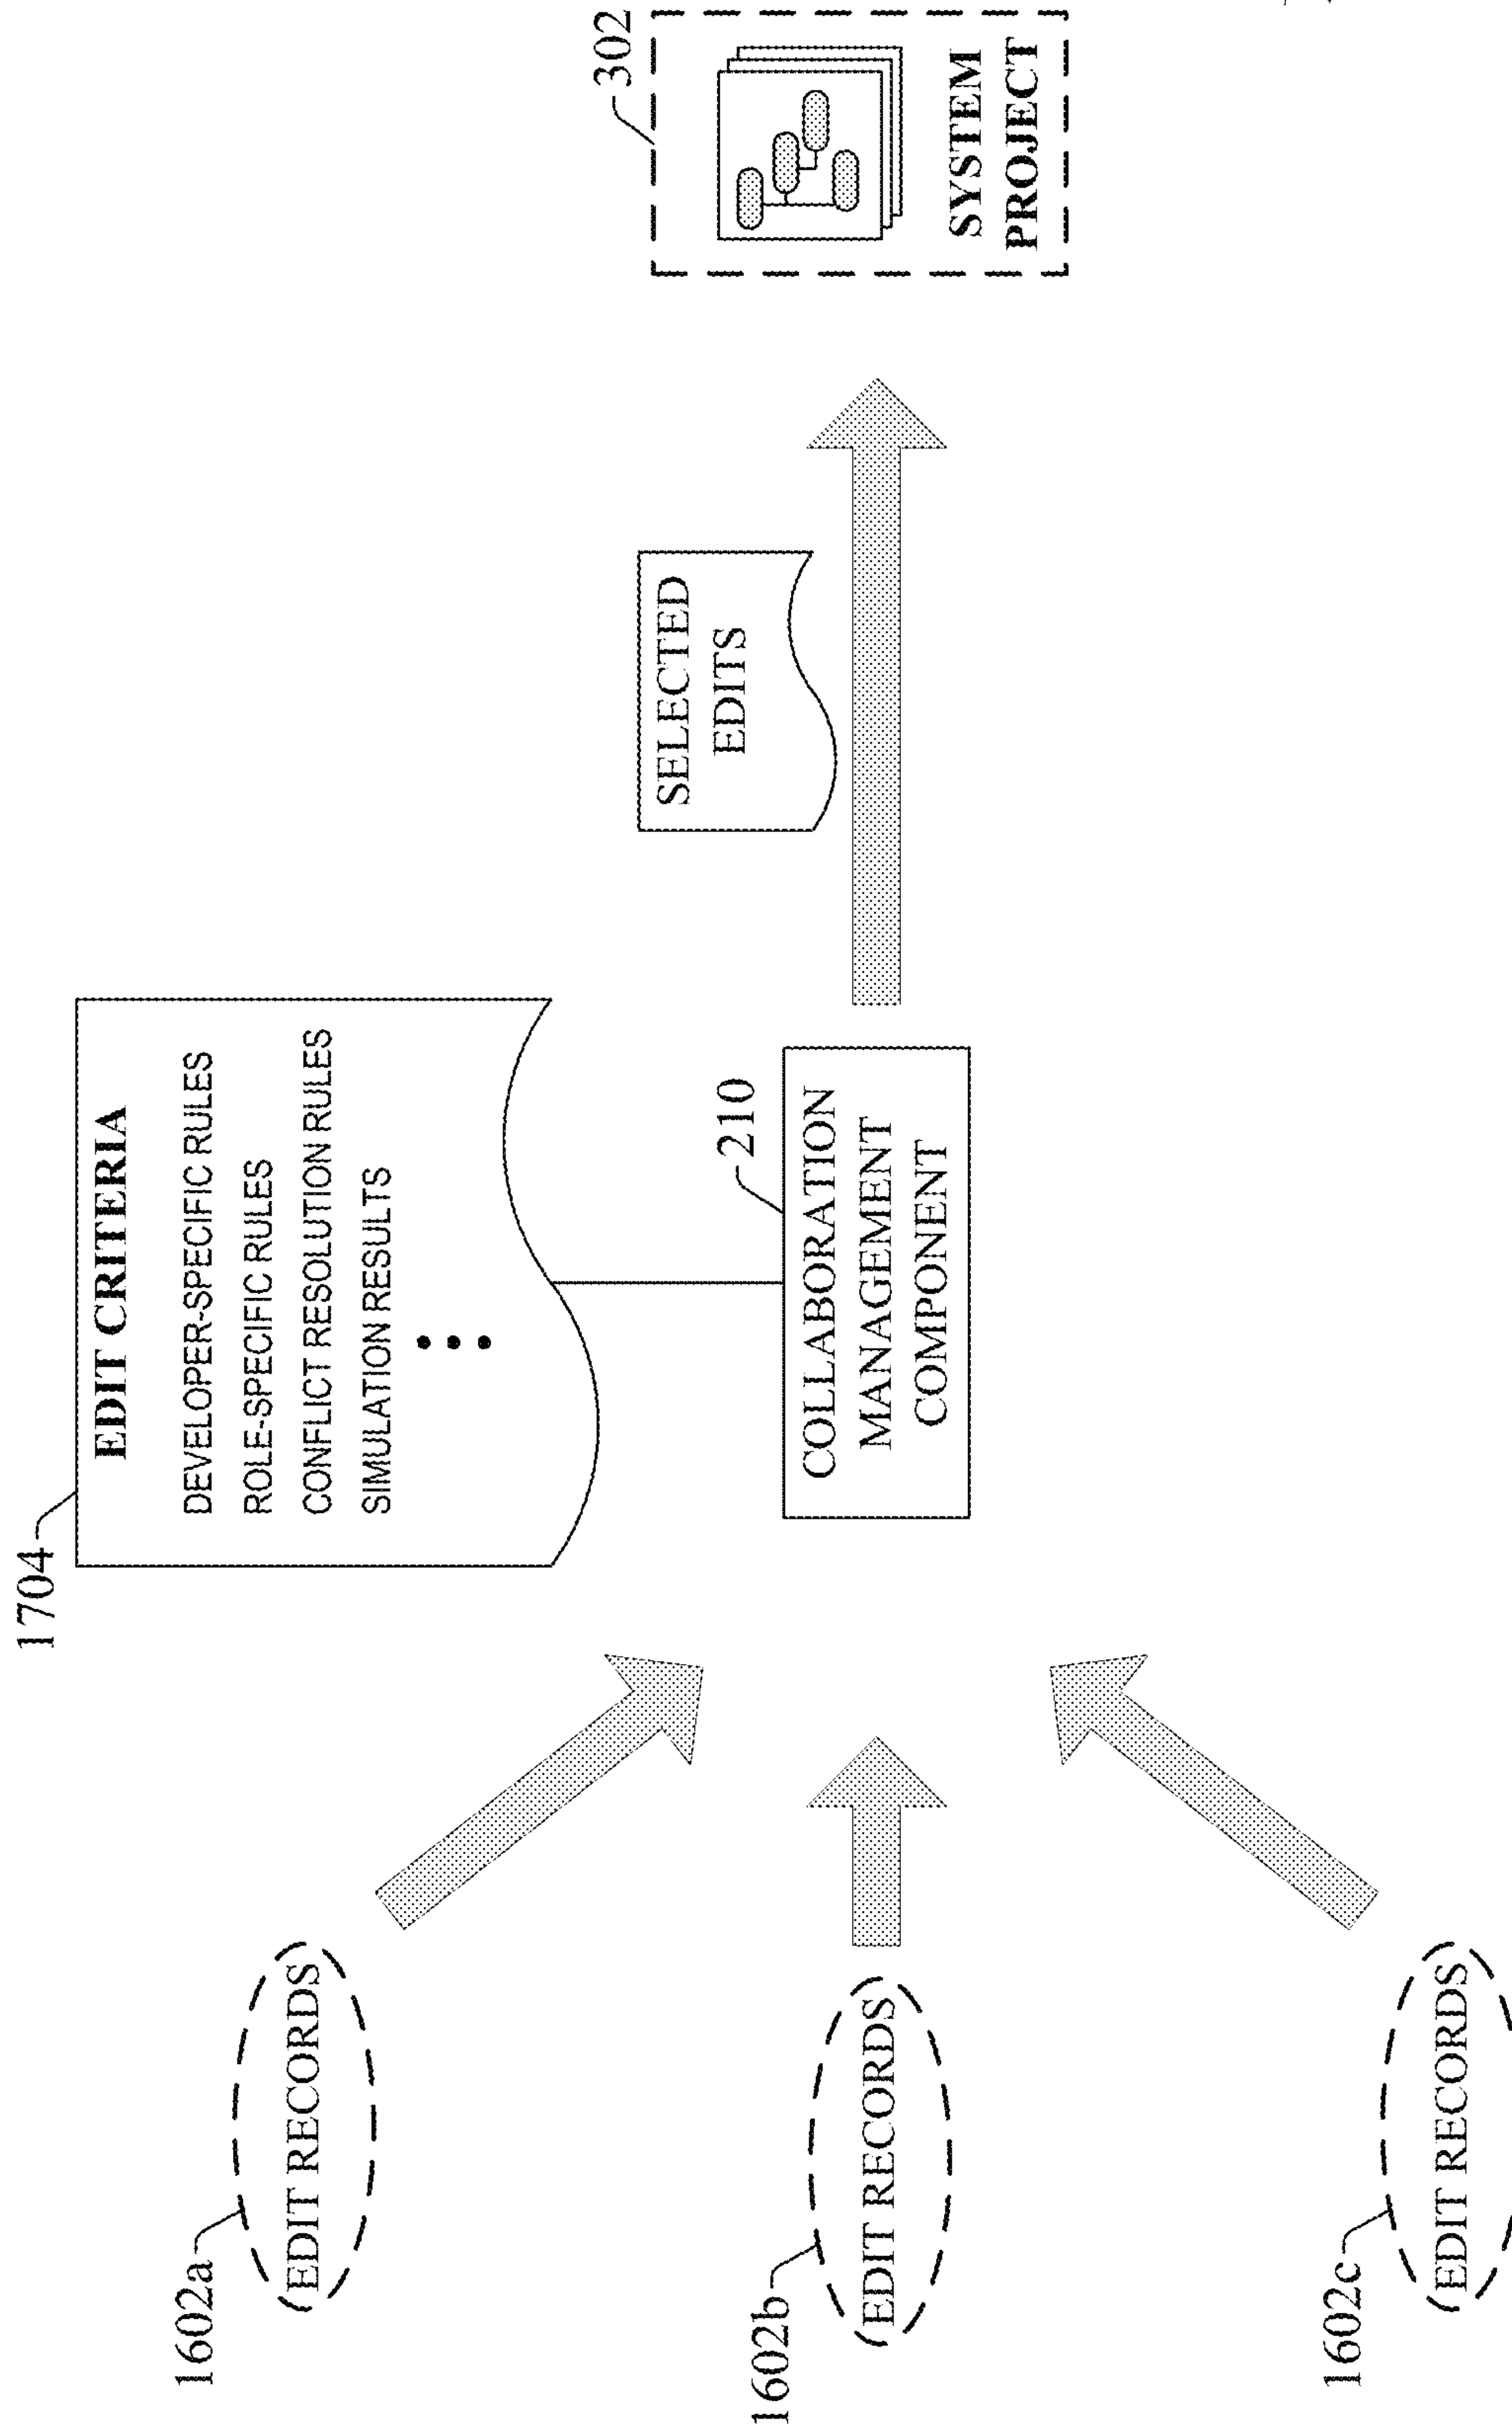 1704
EDIT CRITERIA
DEVELOPER-SPECIFIC RULES
ROLE-SPECIFIC RULES
CONFLICT RESOLUTION RULES
SIMULATION RESULTS
1602a
EDIT RECORDS
1602b
EDIT RECORDS
1602c
EDIT RECORDS
210
COLLABORATION
MANAGEMENT
COMPONENT
SELECTED
EDITS
302
SYSTEM
PROJECT